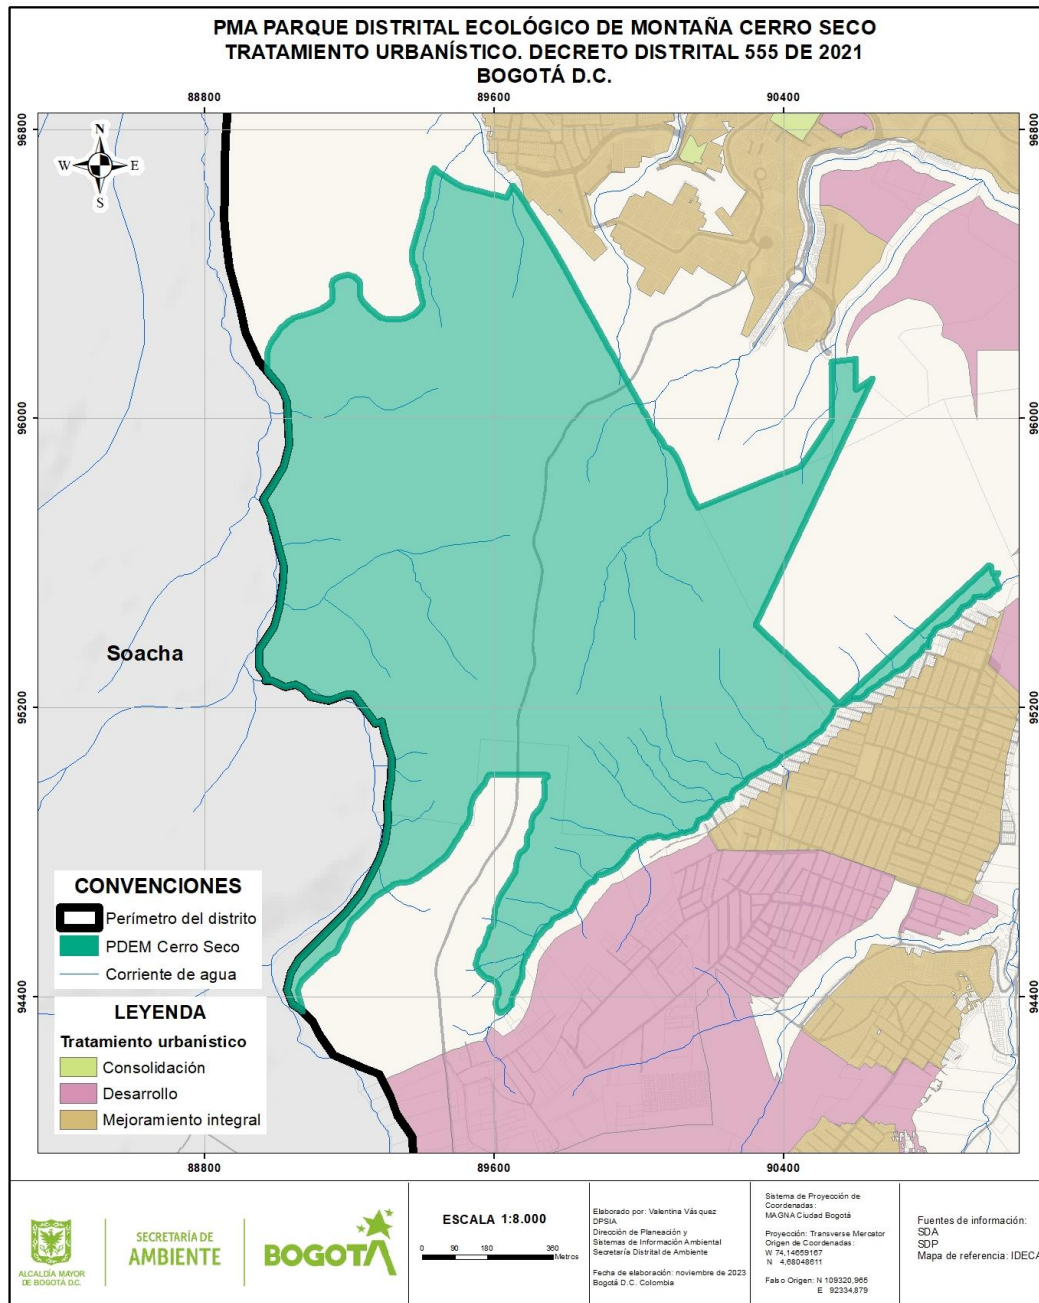 PMA PARQUE DISTRITAL ECOLÓGICO DE MONTAÑA CERRO SECO
TRATAMIENTO URBANÍSTICO. DECRETO DISTRITAL 555 DE 2021
BOGOTÁ D.C.
88800 89600 90400
96800 96800
N
W E
S
96000 96000
Soacha
95200 95200
94400 94400
CONVENCIONES
Perímetro del distrito
PDEM Cerro Seco
Corriente de agua
LEYENDA
Tratamiento urbanistico
Consolidación
Desarrollo
Mejoramiento integral
88800 89600 90400
ALCALDÍA MAYOR
DE BOGOTÁ D.C.
SECRETARÍA DE
AMBIENTE
BOGOTÁ
ESCALA 1:8.000
0 90 180 360
Metros
Elaborado por: Valentina Vásquez
DPSIA
Dirección de Planeación y
Sistemas de Información Ambiental
Secretaría Distrital de Ambiente
Fecha de elaboración: noviembre de 2023
Bogotá D.C. Colombia
Sistema de Proyección de
Coordenadas:
MAGNA Ciudad Bogotá
Proyección: Transverse Mercator
Origen de Coordenadas:
W 74,14659167
N 4,68048611
Falso Origen: N 109320,965
E 92334,879
Fuentes de información:
SDA
SDP
Mapa de referencia: IDECA